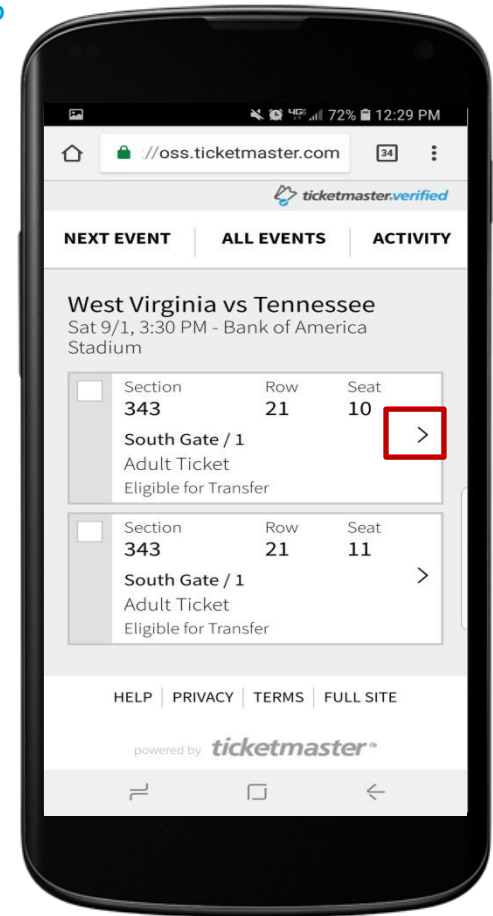 4G 72% 12:29 PM
://oss.ticketmaster.com 34
ticketmaster.verified
NEXT EVENT ALL EVENTS ACTIVITY
West Virginia vs Tennessee
Sat 9/1, 3:30 PM - Bank of America
Stadium
Section Row Seat
343 21 10
>
South Gate / 1
Adult Ticket
Eligible for Transfer
Section Row Seat
343 21 11
>
South Gate / 1
Adult Ticket
Eligible for Transfer
HELP | PRIVACY | TERMS | FULL SITE
powered by ticketmaster®